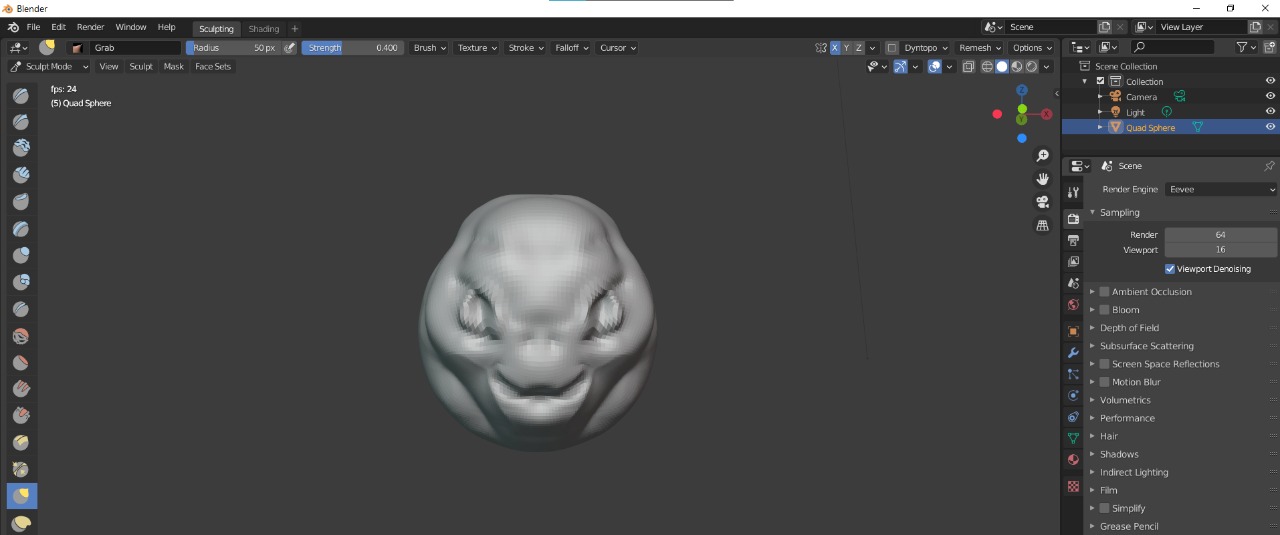 Blender
File Edit Render Window Help Sculpting Shading + Scene View Layer
Grab Radius 50 px Strength 0.400 Brush Texture Stroke Falloff Cursor X Y Z Dyntopo Remesh Options
Sculpt Mode View Sculpt Mask Face Sets
fps: 24
(5) Quad Sphere
Z
X
Y
Scene Collection
Collection
Camera
Light
Quad Sphere
Scene
Render Engine Eevee
Sampling
Render 64
Viewport 16
Viewport Denoising
Ambient Occlusion
Bloom
Depth of Field
Subsurface Scattering
Screen Space Reflections
Motion Blur
Volumetrics
Performance
Hair
Shadows
Indirect Lighting
Film
Simplify
Grease Pencil